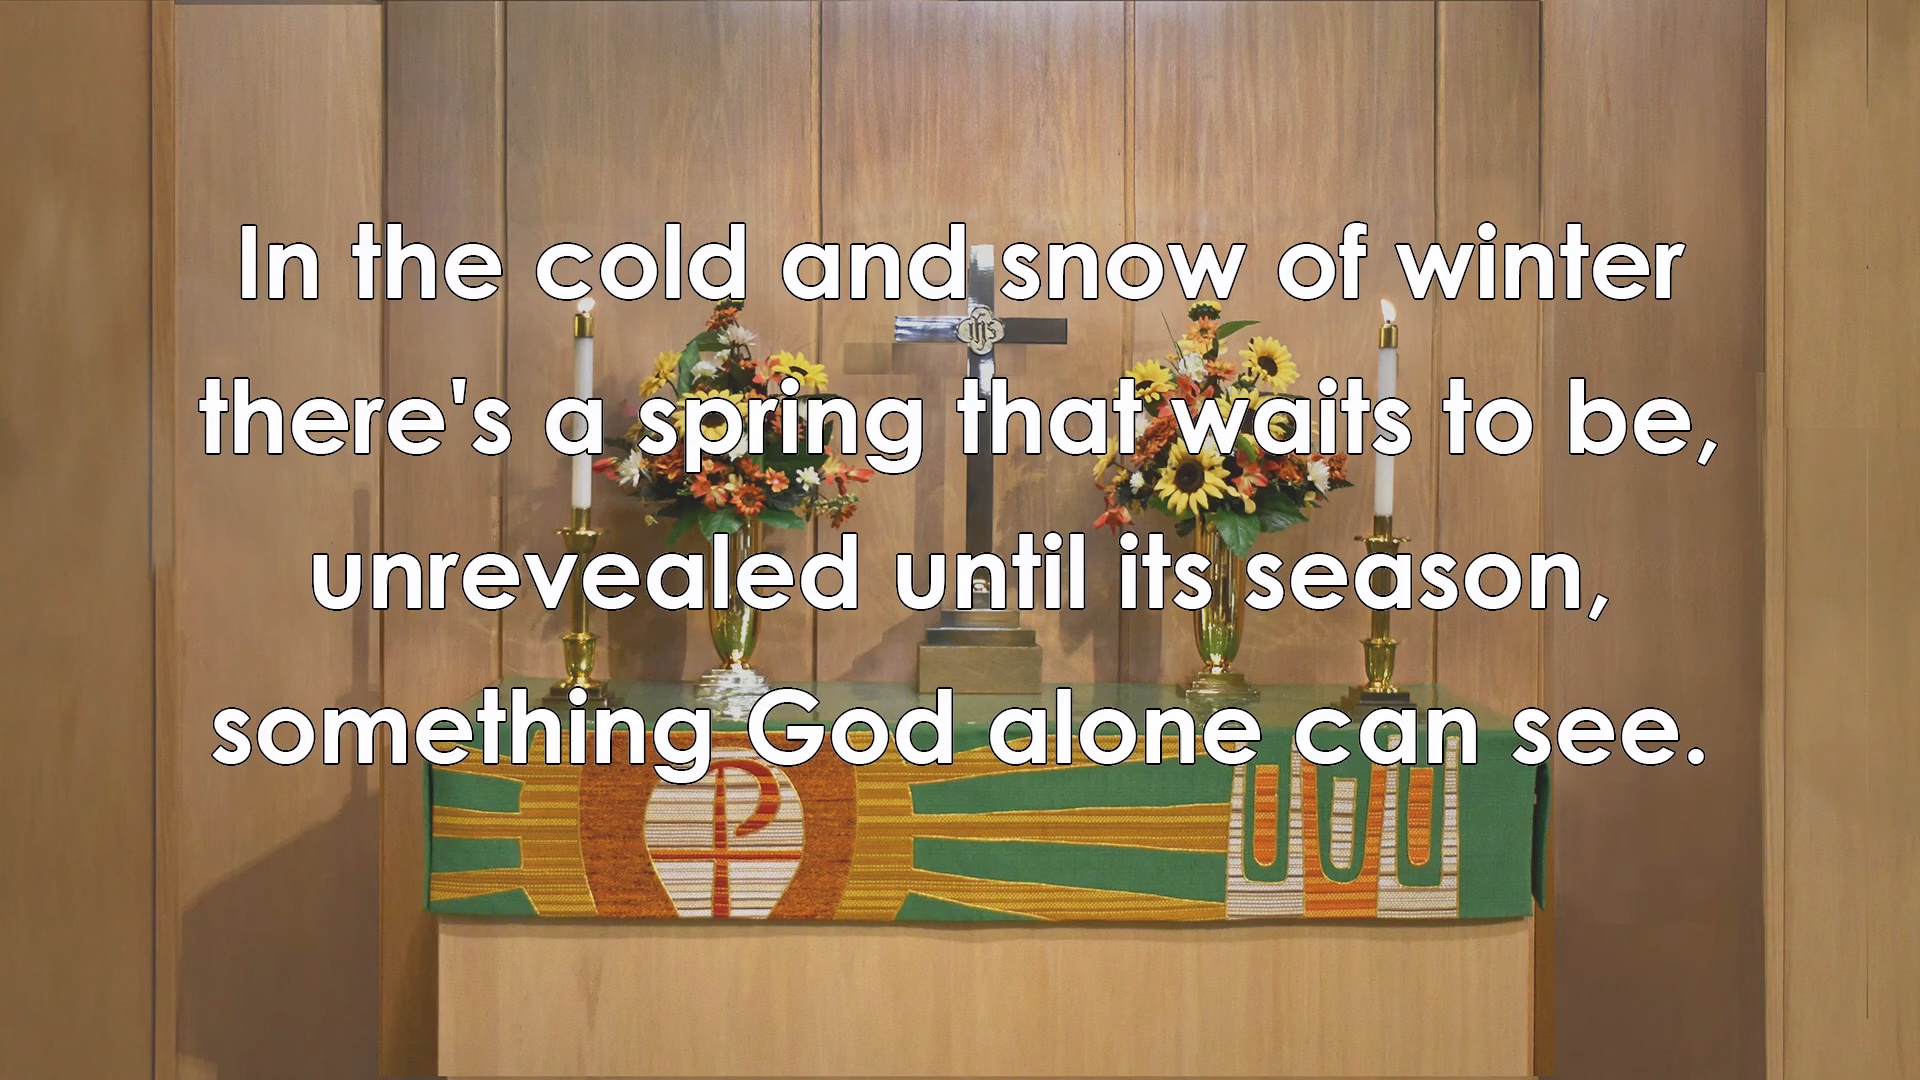 In the cold and snow of winter
there's a spring that waits to be,
unrevealed until its season,
something God alone can see.
ihs